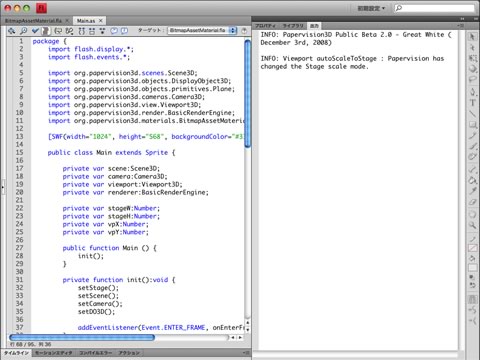 初期設定
BitmapAssetMaterial.fla
Main.as
ターゲット:
BitmapAssetMaterial.fla
1 package {
2 import flash.display.*;
3 import flash.events.*;
4
5 import org.papervision3d.scenes.Scene3D;
6 import org.papervision3d.objects.DisplayObject3D;
7 import org.papervision3d.objects.primitives.Plane;
8 import org.papervision3d.cameras.Camera3D;
9 import org.papervision3d.view.Viewport3D;
10 import org.papervision3d.render.BasicRenderEngine;
11 import org.papervision3d.materials.BitmapAssetMater
12
13 [SWF(width="1024", height="568", backgroundColor="#3
14
15 public class Main extends Sprite {
16
17 private var scene:Scene3D;
18 private var camera:Camera3D;
19 private var viewport:Viewport3D;
20 private var renderer:BasicRenderEngine;
21
22 private var stageW:Number;
23 private var stageH:Number;
24 private var vpX:Number;
25 private var vpY:Number;
26
27 public function Main () {
28 init();
29 }
30
31 private function init():void {
32 setStage();
33 setScene();
34 setCamera();
35 setDO3D();
36
37 addEventListener(Event.ENTER_FRAME, onEnterFr
行 68 / 95, 列 36
タイムライン モーションエディタ コンパイルエラー アクション
プロパティ ライブラリ 出力
INFO: Papervision3D Public Beta 2.0 - Great White (
December 3rd, 2008)
INFO: Viewport autoScaleToStage : Papervision has
changed the Stage scale mode.